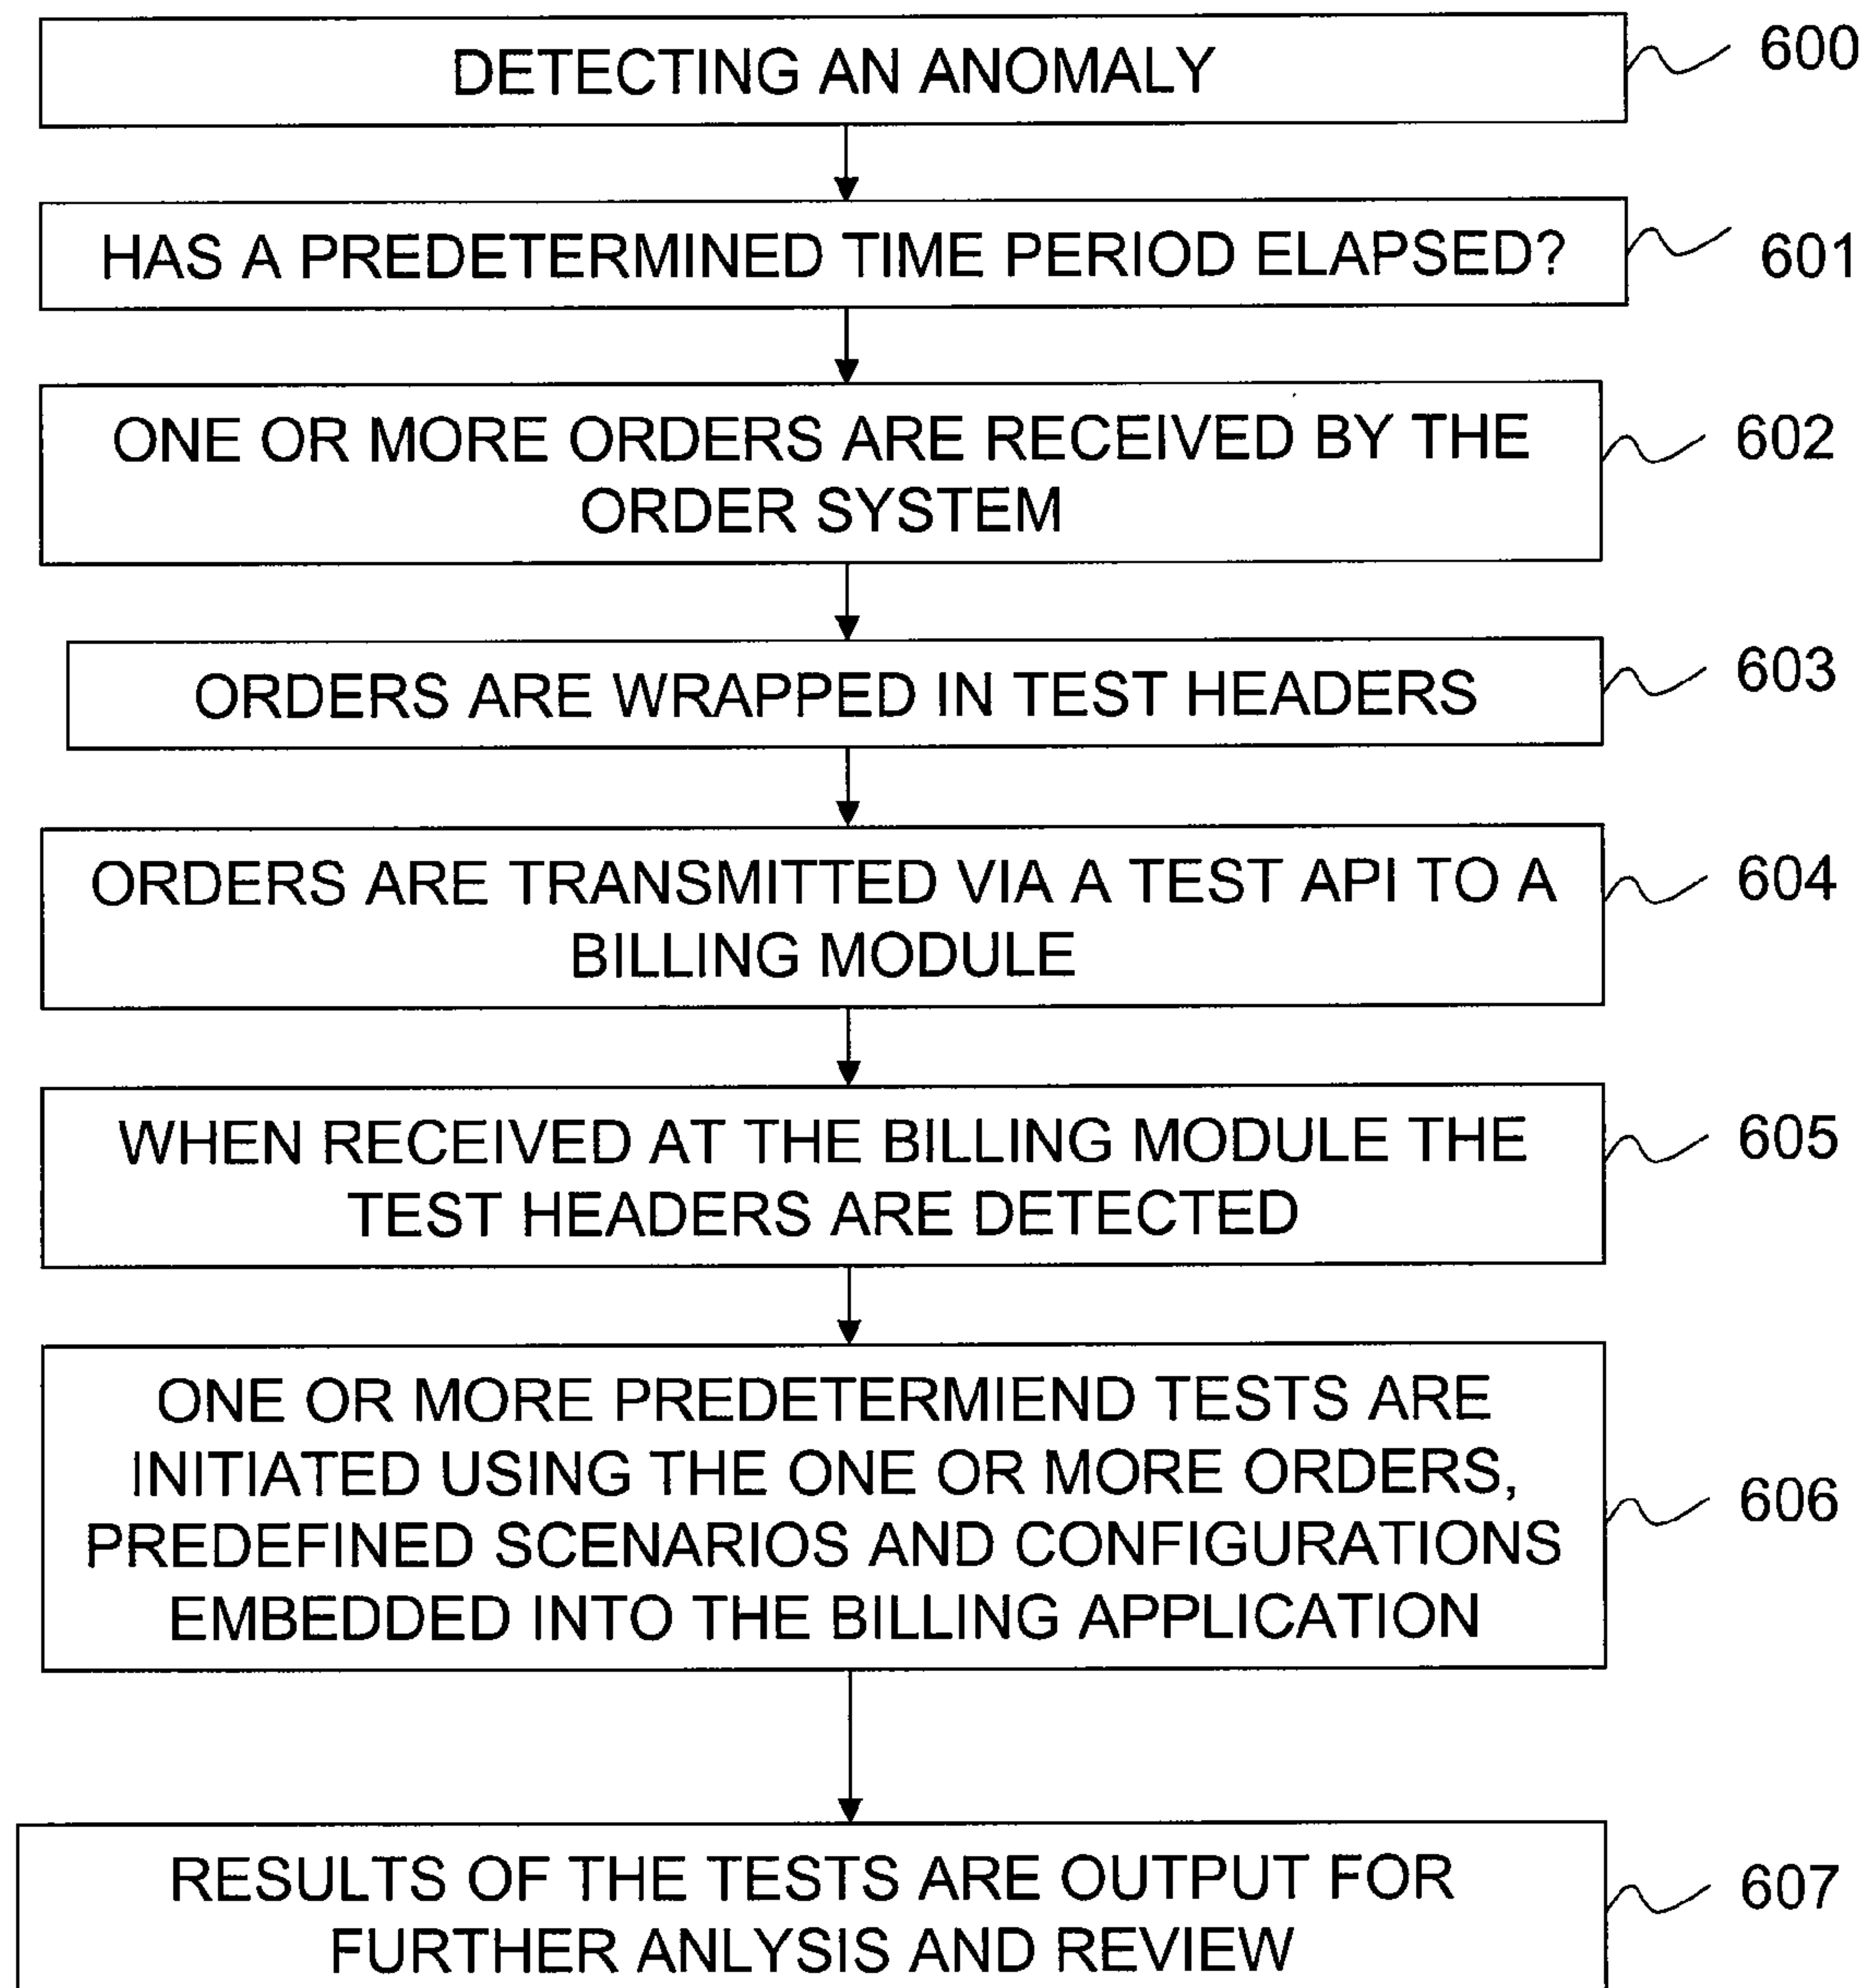 DETECTING AN ANOMALY
600
HAS A PREDETERMINED TIME PERIOD ELAPSED?
601
ONE OR MORE ORDERS ARE RECEIVED BY THE
ORDER SYSTEM
602
ORDERS ARE WRAPPED IN TEST HEADERS
603
ORDERS ARE TRANSMITTED VIA A TEST API TO A
BILLING MODULE
604
WHEN RECEIVED AT THE BILLING MODULE THE
TEST HEADERS ARE DETECTED
605
ONE OR MORE PREDETERMIEND TESTS ARE
INITIATED USING THE ONE OR MORE ORDERS,
PREDEFINED SCENARIOS AND CONFIGURATIONS
EMBEDDED INTO THE BILLING APPLICATION
606
RESULTS OF THE TESTS ARE OUTPUT FOR
FURTHER ANLYSIS AND REVIEW
607